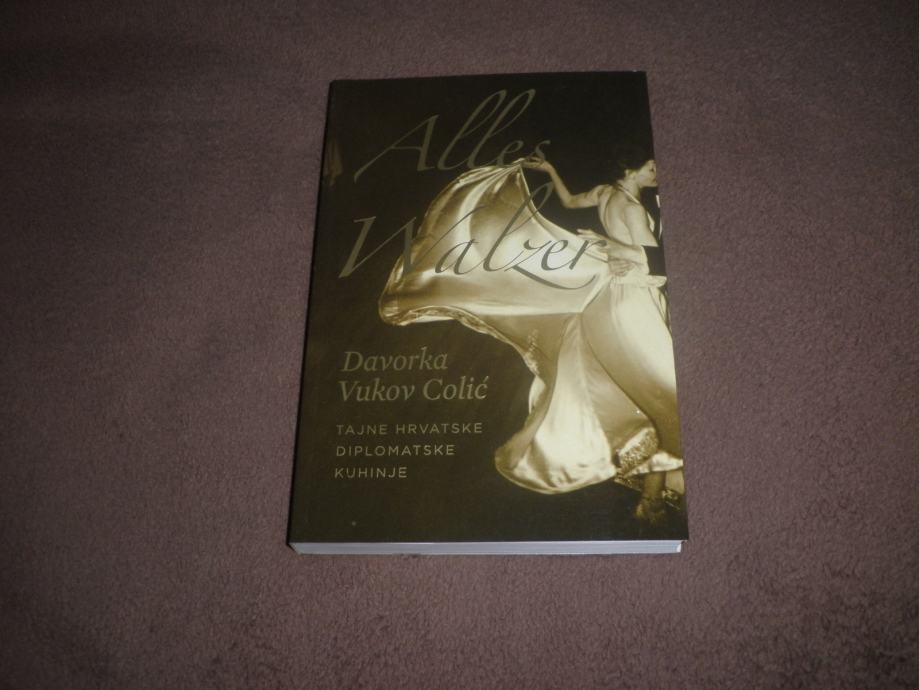 Alles
Walzer
Davorka
Vukov Colić
TAJNE HRVATSKE
DIPLOMATSKE
KUHINJE